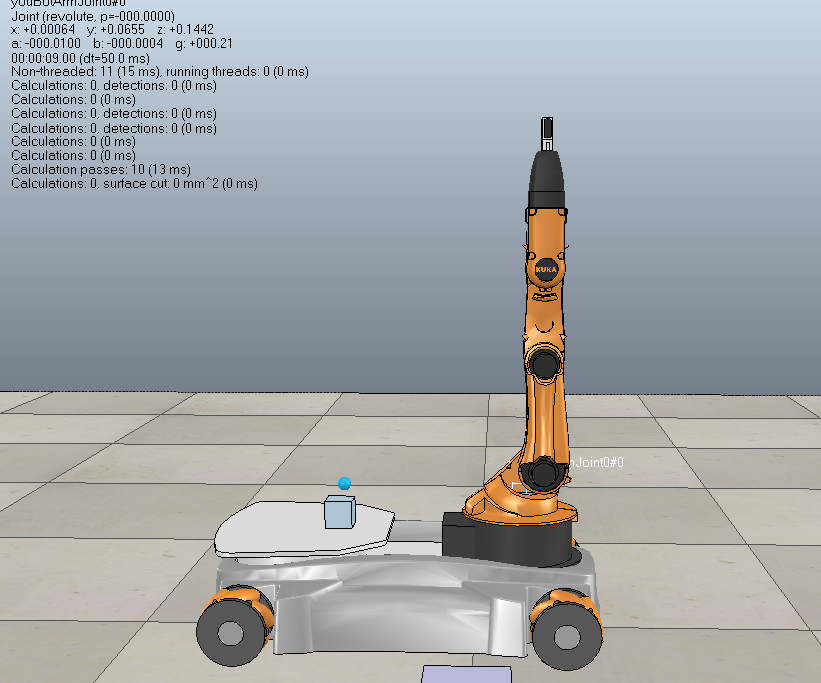 youBotArmJoint0#0
Joint (revolute, p=-000.0000)
x: +0.00064 y: +0.0655 z: +0.1442
a: -000.0100 b: -000.0004 g: +000.21
00:00:09.00 (dt=50.0 ms)
Non-threaded: 11 (15 ms), running threads: 0 (0 ms)
Calculations: 0, detections: 0 (0 ms)
Calculations: 0 (0 ms)
Calculations: 0, detections: 0 (0 ms)
Calculations: 0, detections: 0 (0 ms)
Calculations: 0 (0 ms)
Calculations: 0 (0 ms)
Calculation passes: 10 (13 ms)
Calculations: 0, surface cut: 0 mm^2 (0 ms)
KUKA
Joint0#0